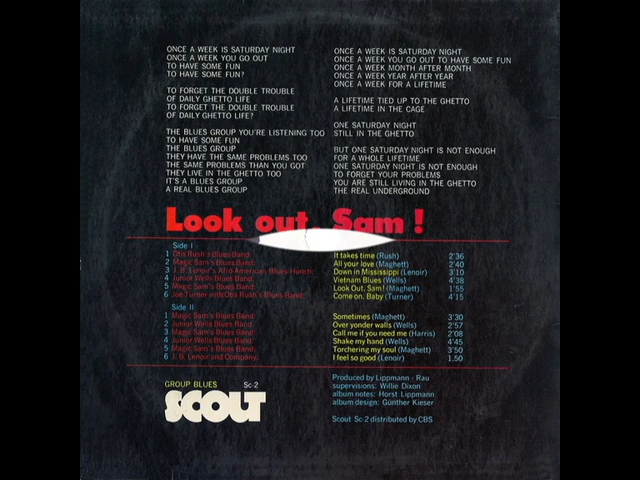 ONCE A WEEK IS SATURDAY NIGHT
ONCE A WEEK YOU GO OUT
TO HAVE SOME FUN
TO HAVE SOME FUN?
TO FORGET THE DOUBLE TROUBLE
OF DAILY GHETTO LIFE
TO FORGET THE DOUBLE TROUBLE
OF DAILY GHETTO LIFE?
THE BLUES GROUP YOU'RE LISTENING TOO
TO HAVE SOME FUN
THE BLUES GROUP
THEY HAVE THE SAME PROBLEMS TOO
THE SAME PROBLEMS THAN YOU GOT
THEY LIVE IN THE GHETTO TOO
IT'S A BLUES GROUP
A REAL BLUES GROUP
ONCE A WEEK IS SATURDAY NIGHT
ONCE A WEEK YOU GO OUT TO HAVE SOME FUN
ONCE A WEEK MONTH AFTER MONTH
ONCE A WEEK YEAR AFTER YEAR
ONCE A WEEK FOR A LIFETIME
A LIFETIME TIED UP TO THE GHETTO
A LIFETIME IN THE CAGE
ONE SATURDAY NIGHT
STILL IN THE GHETTO
BUT ONE SATURDAY NIGHT IS NOT ENOUGH
FOR A WHOLE LIFETIME
ONE SATURDAY NIGHT IS NOT ENOUGH
TO FORGET YOUR PROBLEMS
YOU ARE STILL LIVING IN THE GHETTO
THE REAL UNDERGROUND
Look out, Sam!
Side I
1 Otis Rush's Blues Band: It takes time (Rush) 2'36
2 Magic Sam's Blues Band: All your love (Maghett) 2'40
3 J. B. Lenoir's Afro-American Blues-Hunch: Down in Mississippi (Lenoir) 3'10
4 Junior Wells Blues Band: Vietnam Blues (Wells) 4'38
5 Magic Sam's Blues Band: Look Out, Sam! (Maghett) 1'55
6 Joe Turner with Otis Rush's Blues Band: Come on, Baby (Turner) 4'15
Side II
1 Magic Sam's Blues Band: Sometimes (Maghett) 3'30
2 Junior Wells Blues Band: Over yonder walls (Wells) 2'57
3 Magic Sam's Blues Band: Call me if you need me (Harris) 2'08
4 Junior Wells Blues Band: Shake my hand (Wells) 4'45
5 Magic Sam's Blues Band: Torchering my soul (Maghett) 3'50
6 J. B. Lenoir and Company: I feel so good (Lenoir) 1.50
GROUP BLUES Sc-2
SCOUT
Produced by Lippmann - Rau
supervisions: Willie Dixon
album notes: Horst Lippmann
album design: Günther Kieser
Scout Sc-2 distributed by CBS